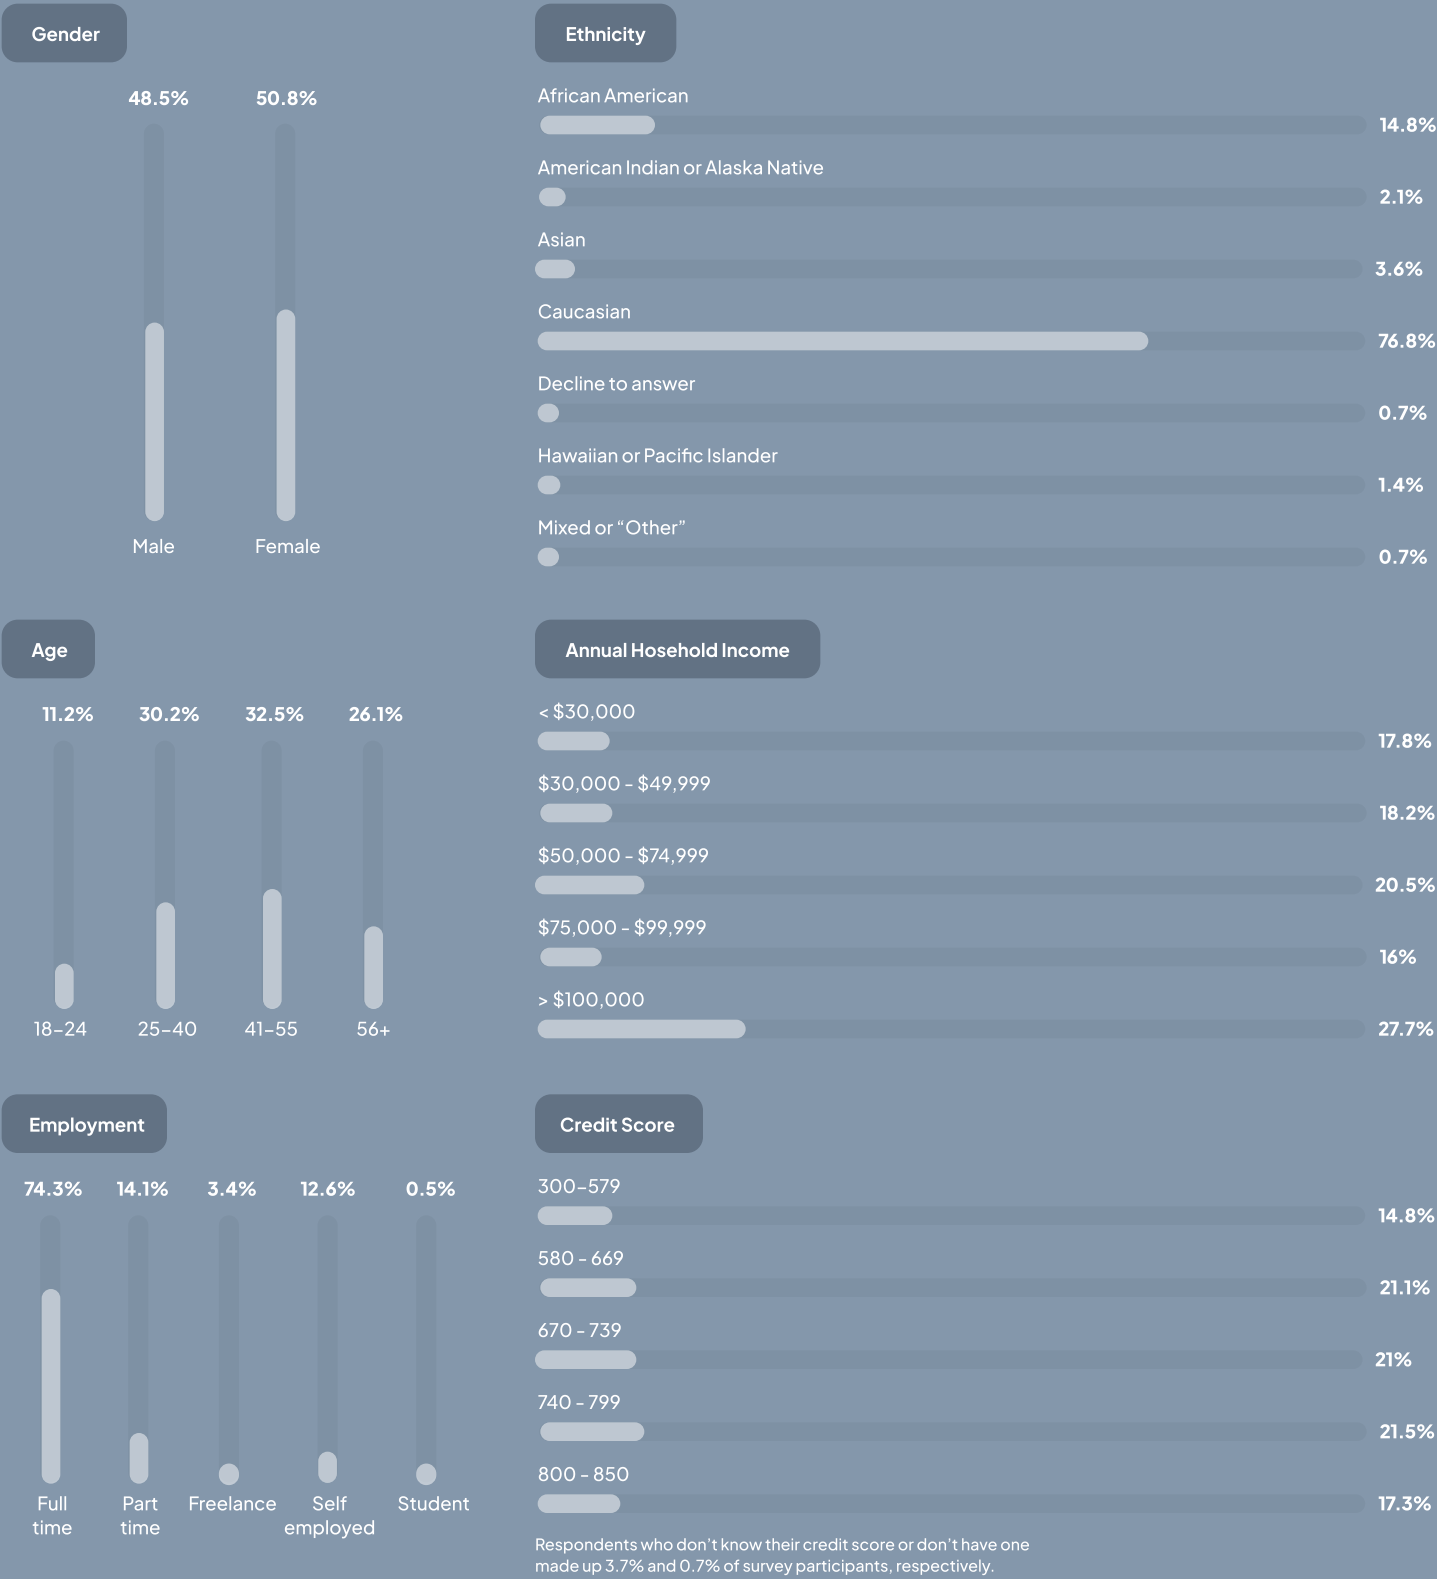 Gender
48.5% 50.8%
Male Female
Ethnicity
African American
14.8%
American Indian or Alaska Native
2.1%
Asian
3.6%
Caucasian
76.8%
Decline to answer
0.7%
Hawaiian or Pacific Islander
1.4%
Mixed or “Other”
0.7%
Age
11.2% 30.2% 32.5% 26.1%
18–24 25–40 41–55 56+
Annual Hosehold Income
< $30,000
17.8%
$30,000 - $49,999
18.2%
$50,000 - $74,999
20.5%
$75,000 - $99,999
16%
> $100,000
27.7%
Employment
74.3% 14.1% 3.4% 12.6% 0.5%
Full Part Freelance Self Student
time time employed
Credit Score
300–579
14.8%
580 - 669
21.1%
670 - 739
21%
740 - 799
21.5%
800 - 850
17.3%
Respondents who don’t know their credit score or don’t have one
made up 3.7% and 0.7% of survey participants, respectively.